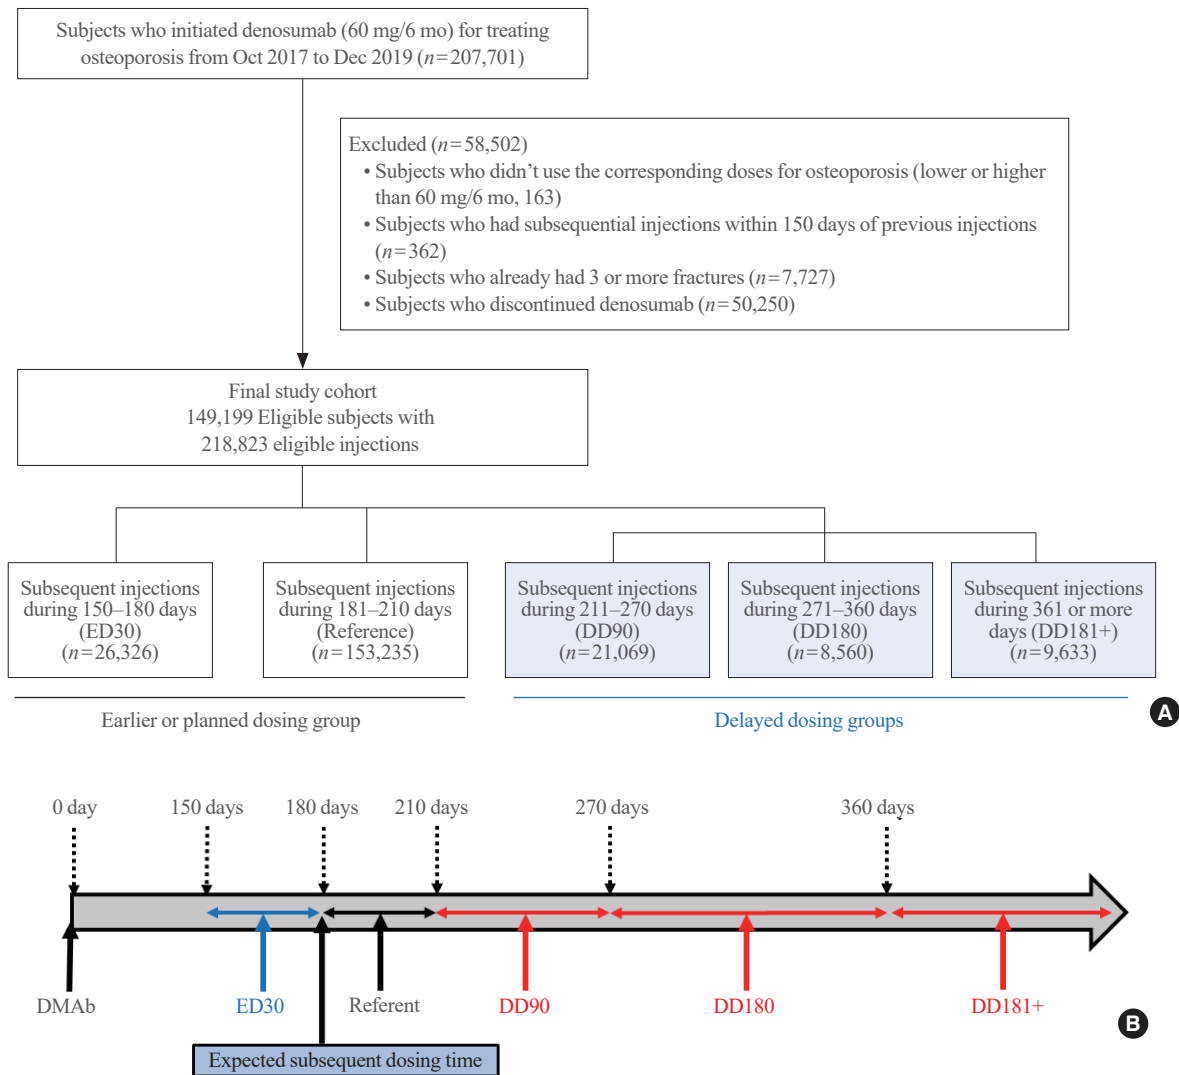 Subjects who initiated denosumab (60 mg/6 mo) for treating
osteoporosis from Oct 2017 to Dec 2019 (n=207,701)
Excluded (n=58,502)
• Subjects who didn't use the corresponding doses for osteoporosis (lower or higher
than 60 mg/6 mo, 163)
• Subjects who had subsequential injections within 150 days of previous injections
(n=362)
• Subjects who already had 3 or more fractures (n=7,727)
• Subjects who discontinued denosumab (n=50,250)
Final study cohort
149,199 Eligible subjects with
218,823 eligible injections
Subsequent injections
during 150–180 days
(ED30)
(n=26,326)
Subsequent injections
during 181–210 days
(Reference)
(n=153,235)
Subsequent injections
during 211–270 days
(DD90)
(n=21,069)
Subsequent injections
during 271–360 days
(DD180)
(n=8,560)
Subsequent injections
during 361 or more
days (DD181+)
(n=9,633)
Earlier or planned dosing group
Delayed dosing groups
A
0 day
150 days
180 days
210 days
270 days
360 days
DMAb
ED30
Referent
DD90
DD180
DD181+
Expected subsequent dosing time
B